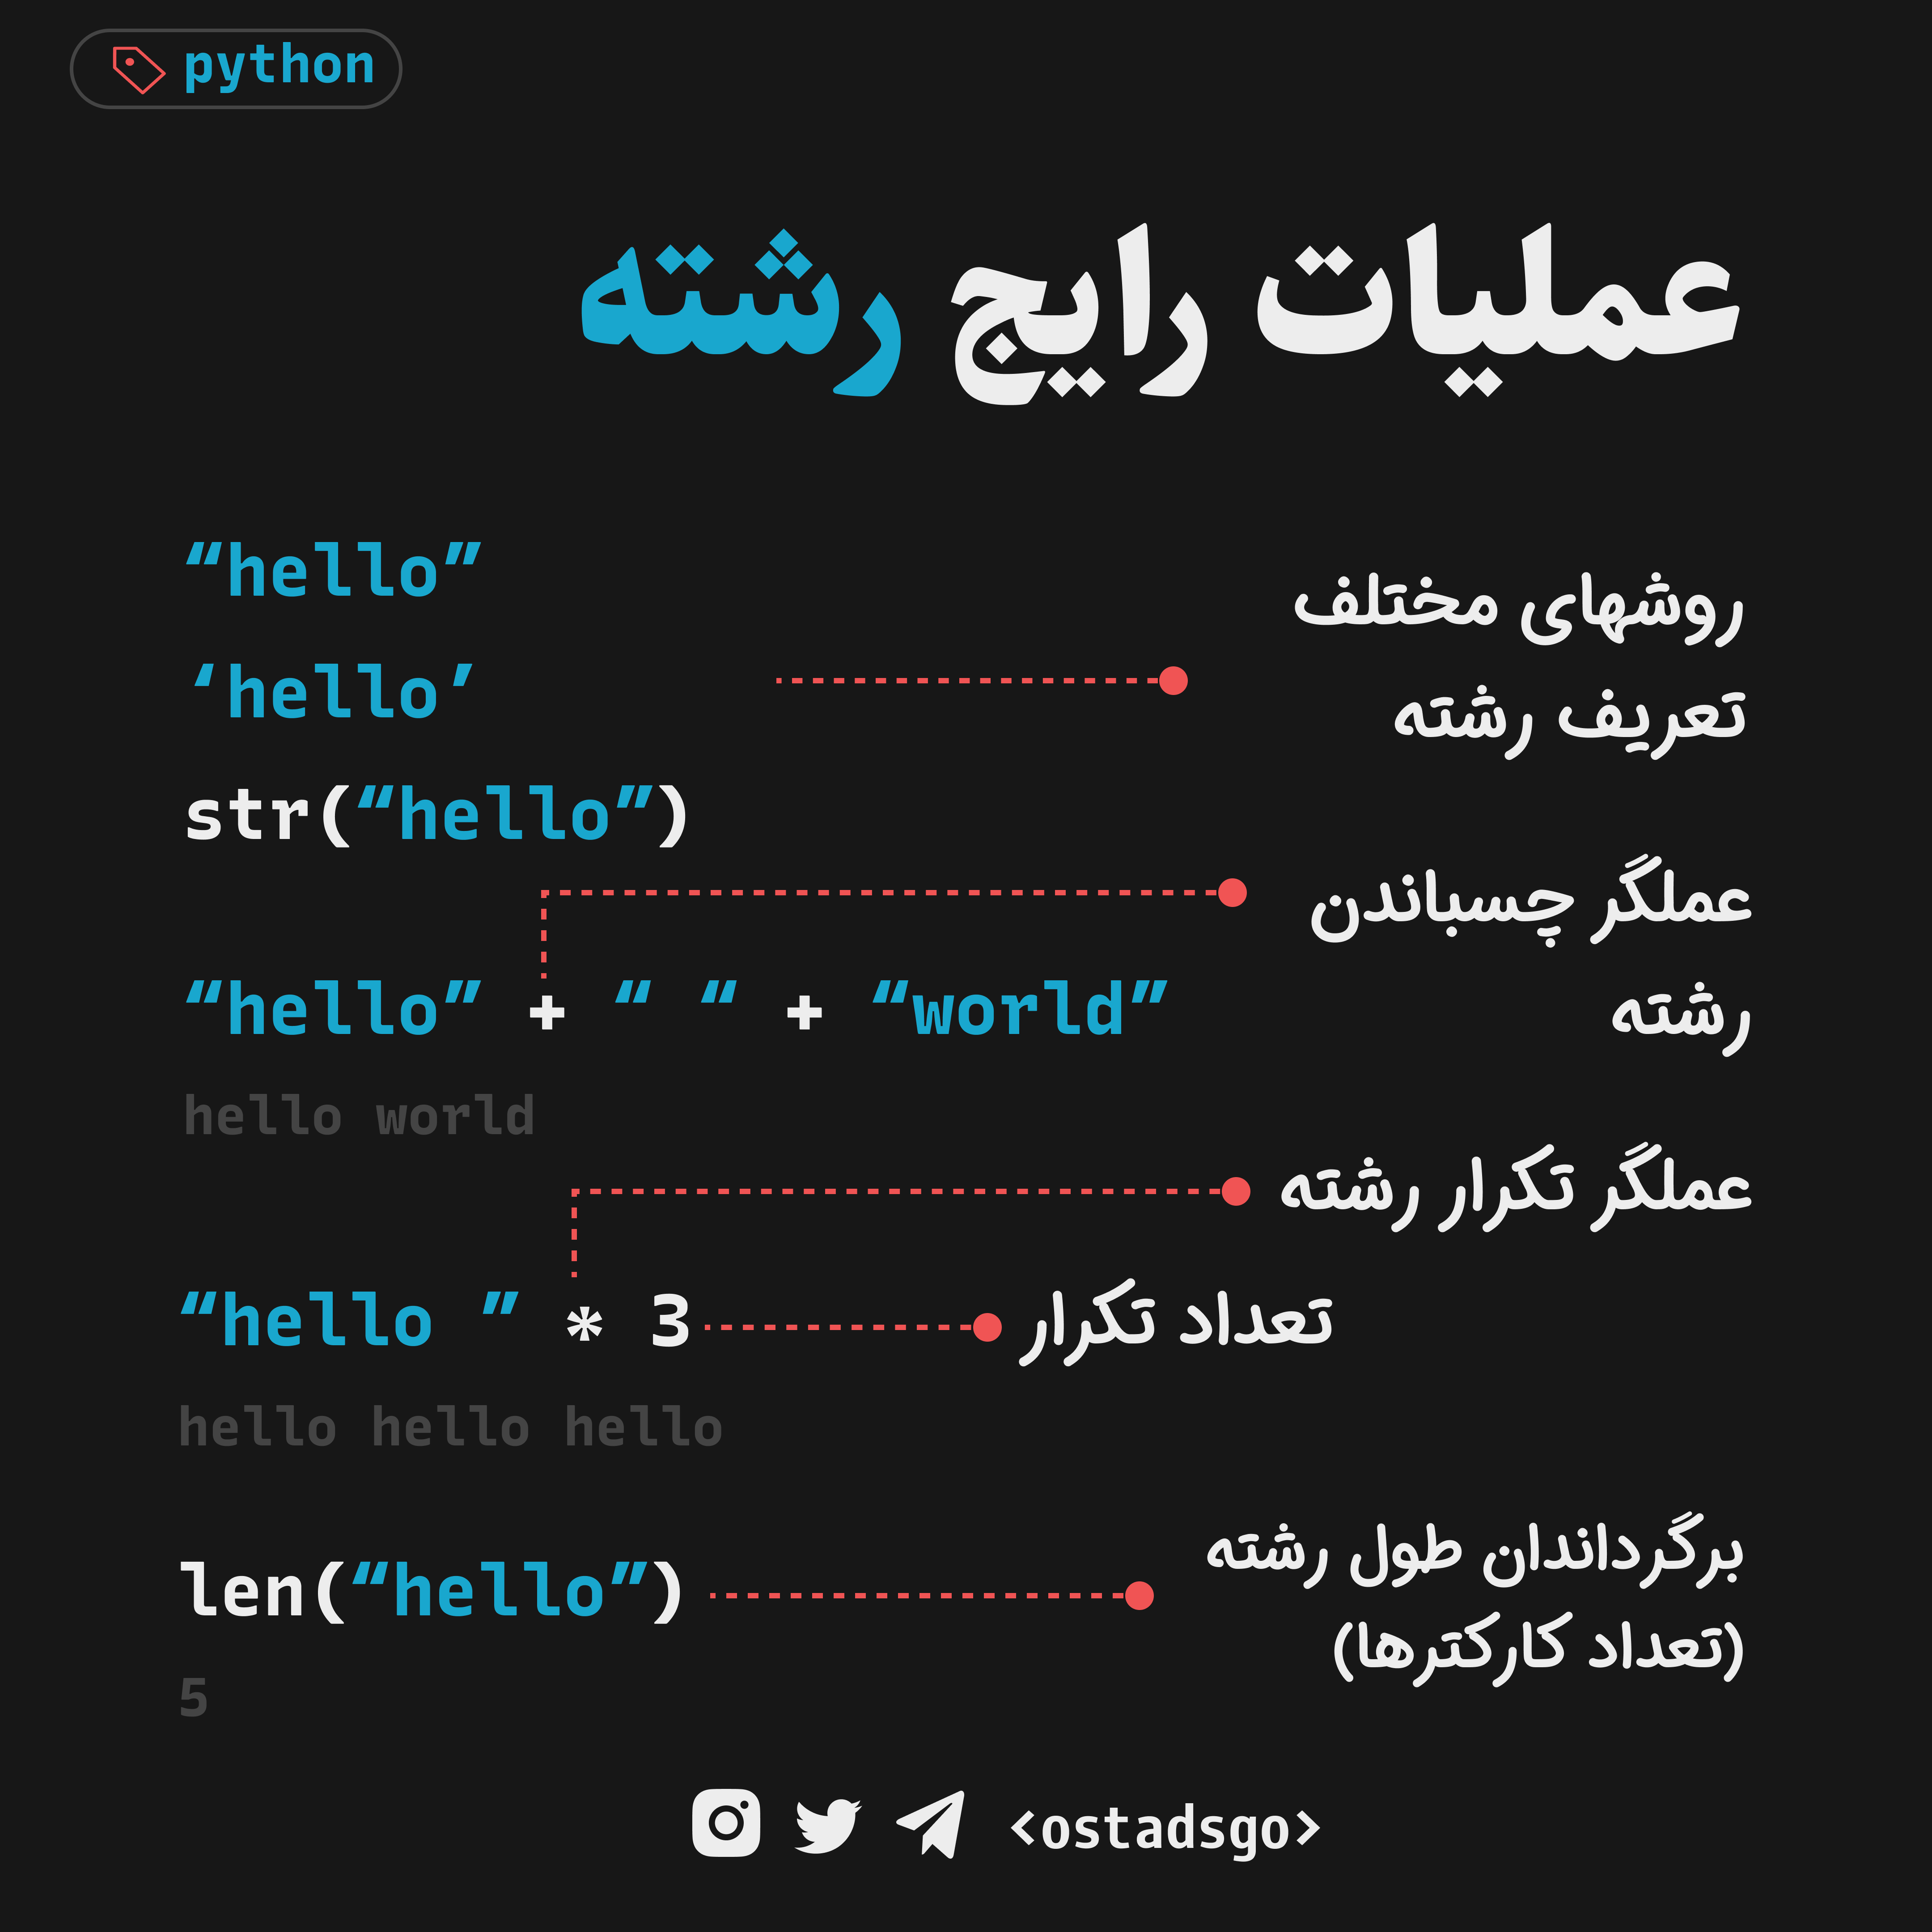 python
عملیات رایج رشته
“hello”
‘hello’
str(“hello”)
روشهای مختلف
تعریف رشته
عملگر چسباندن
رشته
“hello” + “ “ + “world”
hello world
عملگر تکرار رشته
“hello ” * 3
تعداد تکرار
hello hello hello
برگرداندن طول رشته
(تعداد کارکترها)
len(“hello”)
5
<ostadsgo>